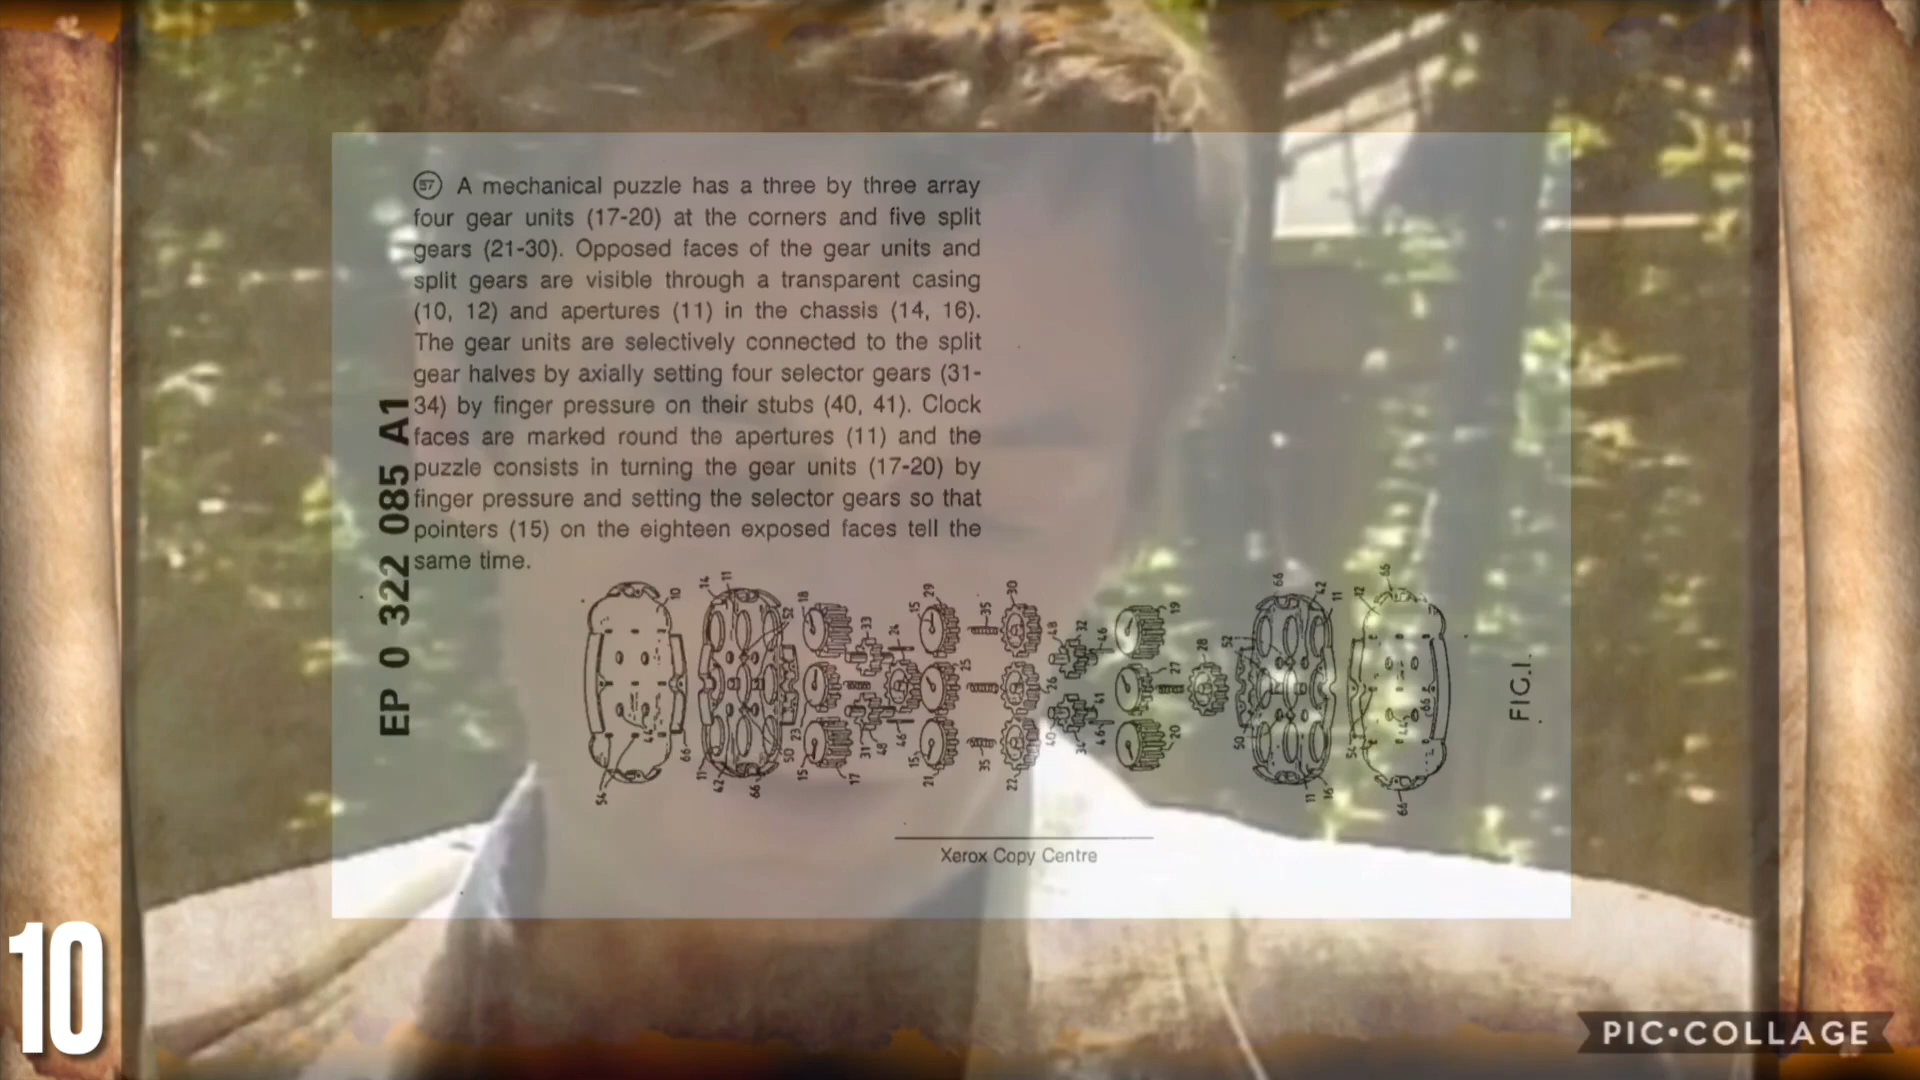 57 A mechanical puzzle has a three by three array
four gear units (17-20) at the corners and five split
gears (21-30). Opposed faces of the gear units and
split gears are visible through a transparent casing
(10, 12) and apertures (11) in the chassis (14, 16).
The gear units are selectively connected to the split
gear halves by axially setting four selector gears (31-
34) by finger pressure on their stubs (40, 41). Clock
faces are marked round the apertures (11) and the
puzzle consists in turning the gear units (17-20) by
finger pressure and setting the selector gears so that
pointers (15) on the eighteen exposed faces tell the
same time.
EP 0 322 085 A1
FIG.1.
Xerox Copy Centre
10
PIC•COLLAGE